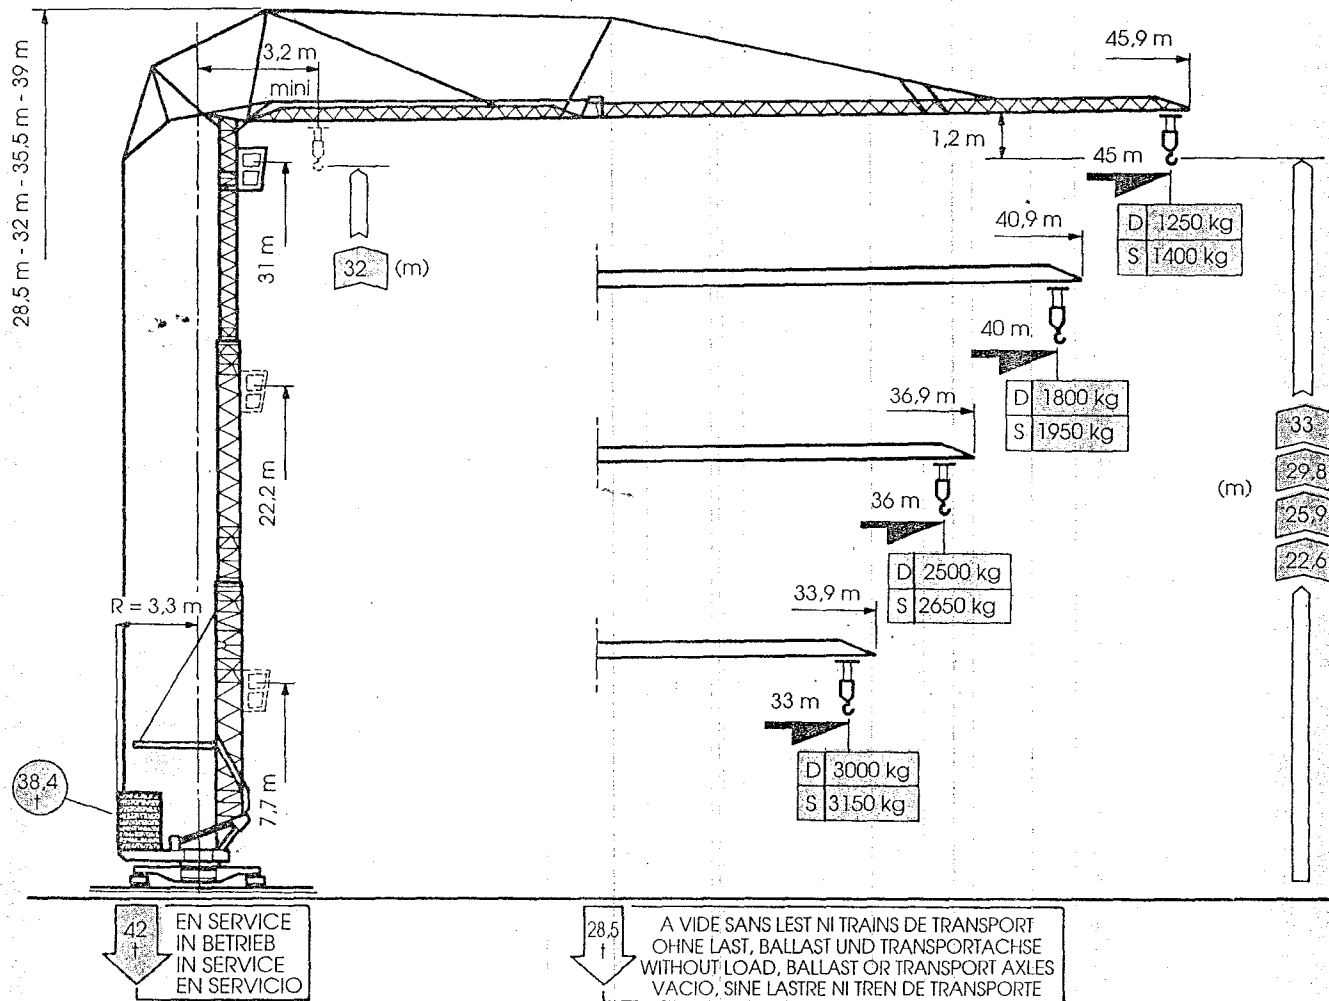 28,5 m - 32 m - 35,5 m - 39 m
3,2 m
mini
45,9 m
1,2 m
45 m
D 1250 kg
S 1400 kg
31 m
32 (m)
40,9 m
40 m
D 1800 kg
S 1950 kg
36,9 m
22,2 m
36 m
D 2500 kg
S 2650 kg
(m)
33
29,8
25,9
22,6
R = 3,3 m
33,9 m
33 m
D 3000 kg
S 3150 kg
38,4
t
7,7 m
42
t
EN SERVICE
IN BETRIEB
IN SERVICE
EN SERVICIO
28,5
t
A VIDE SANS LEST NI TRAINS DE TRANSPORT
OHNE LAST, BALLAST UND TRANSPORTACHSE
WITHOUT LOAD, BALLAST OR TRANSPORT AXLES
VACIO, SINE LASTRE NI TREN DE TRANSPORTE